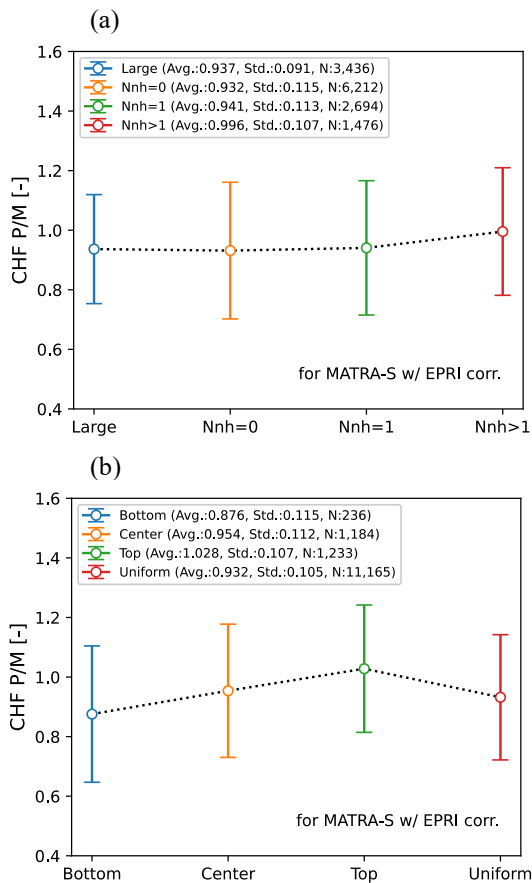 (a)
1.6
1.4
1.2
1.0
0.8
0.6
0.4
CHF P/M [-]
Large (Avg.:0.937, Std.:0.091, N:3,436)
Nnh=0 (Avg.:0.932, Std.:0.115, N:6,212)
Nnh=1 (Avg.:0.941, Std.:0.113, N:2,694)
Nnh>1 (Avg.:0.996, Std.:0.107, N:1,476)
for MATRA-S w/ EPRI corr.
Large Nnh=0 Nnh=1 Nnh>1
(b)
1.6
1.4
1.2
1.0
0.8
0.6
0.4
CHF P/M [-]
Bottom (Avg.:0.876, Std.:0.115, N:236)
Center (Avg.:0.954, Std.:0.112, N:1,184)
Top (Avg.:1.028, Std.:0.107, N:1,233)
Uniform (Avg.:0.932, Std.:0.105, N:11,165)
for MATRA-S w/ EPRI corr.
Bottom Center Top Uniform